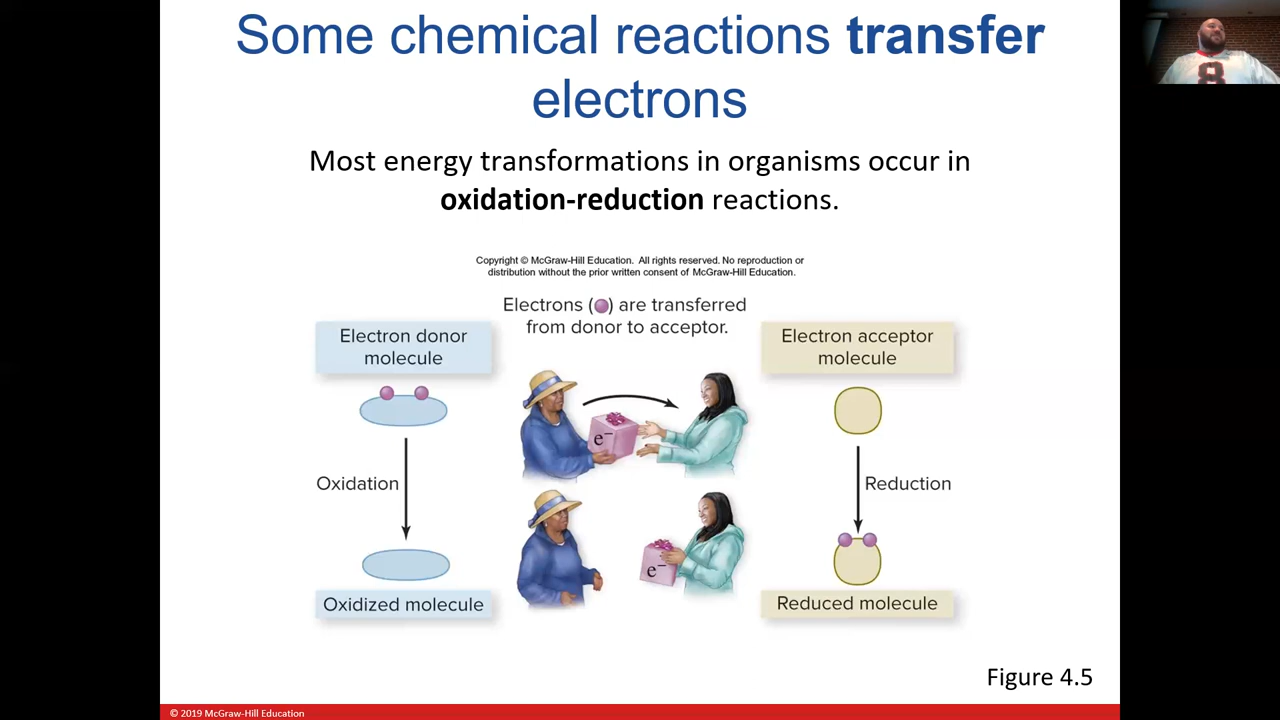 Some chemical reactions transfer
electrons
Most energy transformations in organisms occur in
oxidation-reduction reactions.
Copyright © McGraw-Hill Education. All rights reserved. No reproduction or
distribution without the prior written consent of McGraw-Hill Education.
Electrons ( ) are transferred
from donor to acceptor.
Electron donor
molecule
Electron acceptor
molecule
e⁻
Oxidation
Reduction
e⁻
Oxidized molecule
Reduced molecule
Figure 4.5
© 2019 McGraw-Hill Education
8